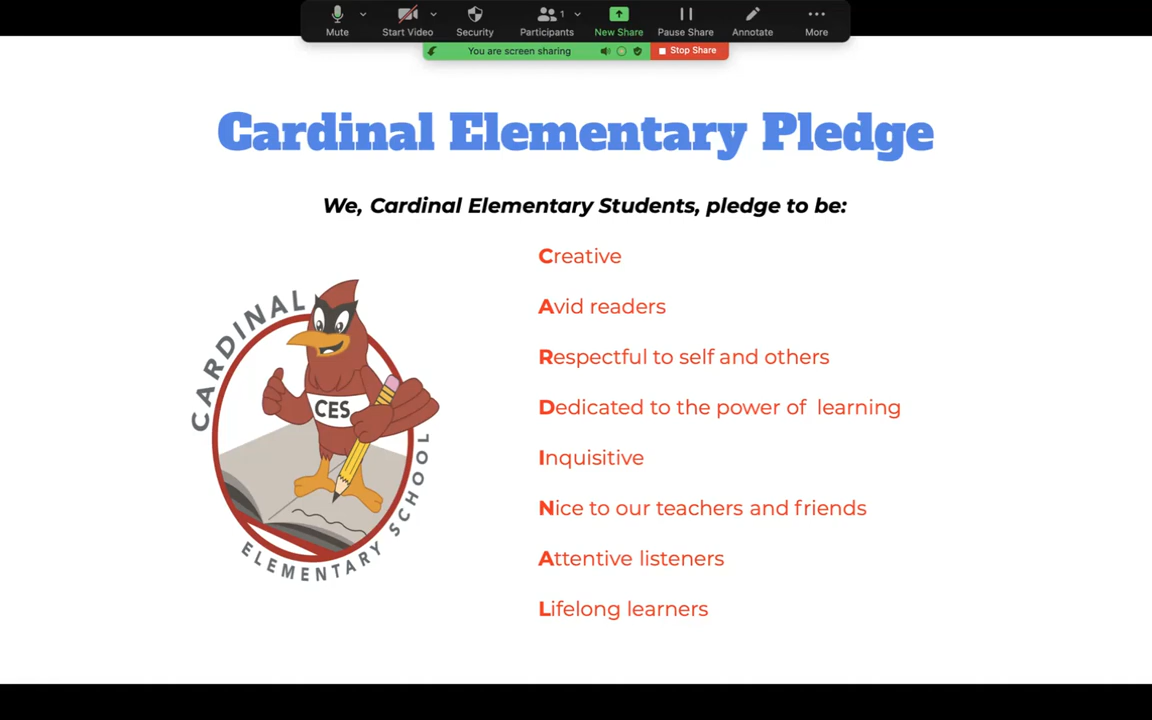 Mute
Start Video
Security
Participants
1
New Share
Pause Share
Annotate
More
You are screen sharing
Stop Share
Cardinal Elementary Pledge
We, Cardinal Elementary Students, pledge to be:
Creative
Avid readers
Respectful to self and others
Dedicated to the power of learning
Inquisitive
Nice to our teachers and friends
Attentive listeners
Lifelong learners
CARDINAL
CES
ELEMENTARY SCHOOL